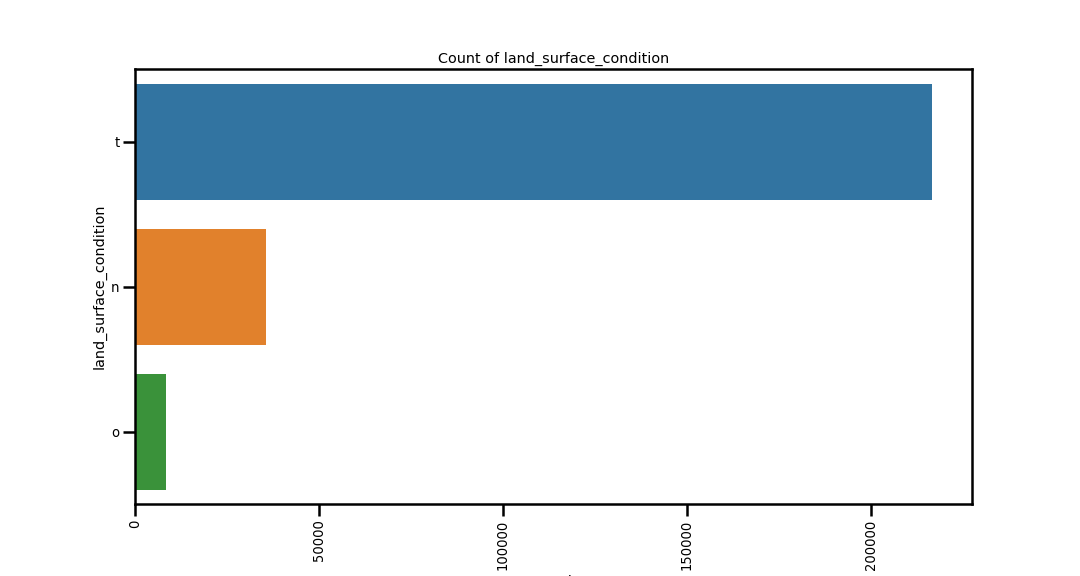 Count of land_surface_condition
land_surface_condition
t
n
o
0
50000
100000
150000
200000